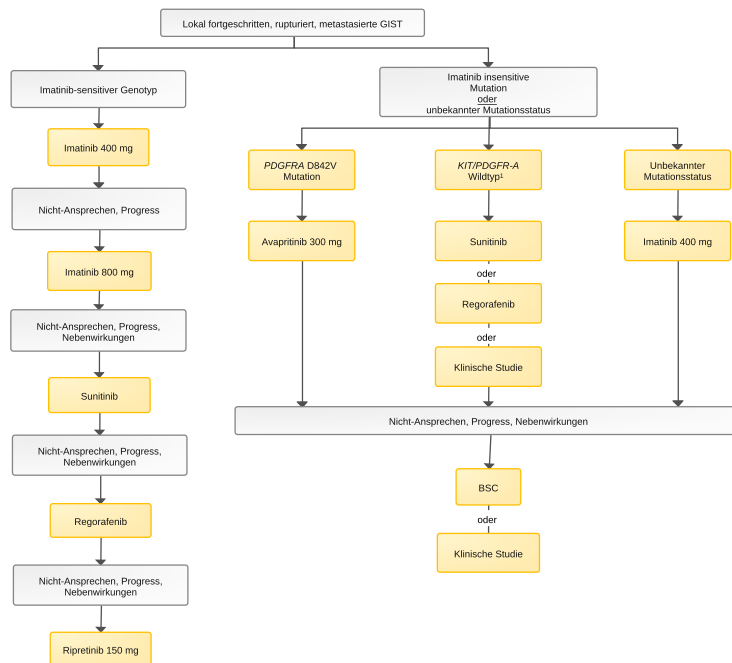 Lokal fortgeschritten, rupturiert, metastasierte GIST
Imatinib-sensitiver Genotyp
Imatinib 400 mg
Nicht-Ansprechen, Progress
Imatinib 800 mg
Nicht-Ansprechen, Progress,
Nebenwirkungen
Sunitinib
Nicht-Ansprechen, Progress,
Nebenwirkungen
Regorafenib
Nicht-Ansprechen, Progress,
Nebenwirkungen
Ripretinib 150 mg
Imatinib insensitive
Mutation
oder
unbekannter Mutationsstatus
PDGFRA D842V
Mutation
Avapritinib 300 mg
KIT/PDGFR-A
Wildtyp¹
Sunitinib
oder
Regorafenib
oder
Klinische Studie
Unbekannter
Mutationsstatus
Imatinib 400 mg
Nicht-Ansprechen, Progress, Nebenwirkungen
BSC
oder
Klinische Studie